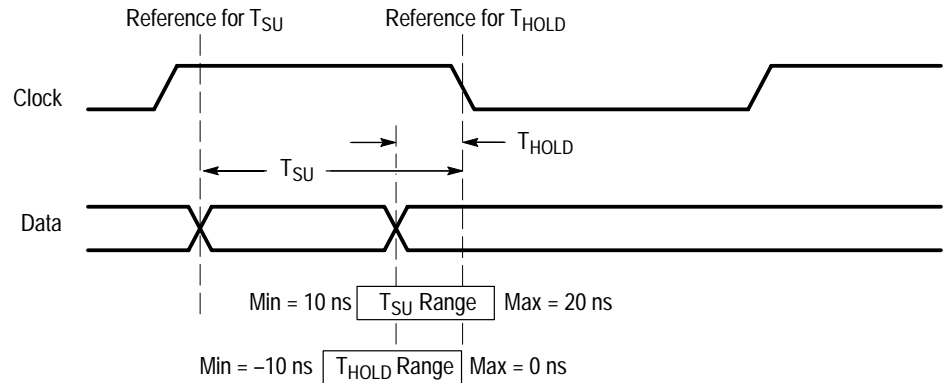 Reference for TSU
Reference for THOLD
Clock
THOLD
TSU
Data
Min = 10 ns TSU Range Max = 20 ns
Min = –10 ns THOLD Range Max = 0 ns